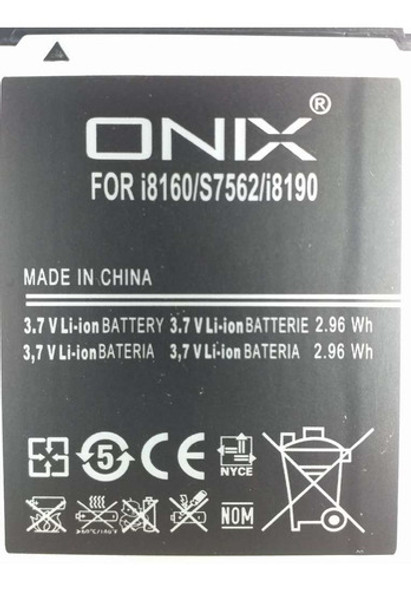 ONIX®
FOR i8160/S7562/i8190
MADE IN CHINA
3.7 V Li-ion BATTERY 3.7 V Li-ion BATTERIE 2.96 Wh
3,7 V Li-ion BATERIA 3,7 V Li-ion BATERIA 2.96 Wh
5
CE
NYCE
NOM